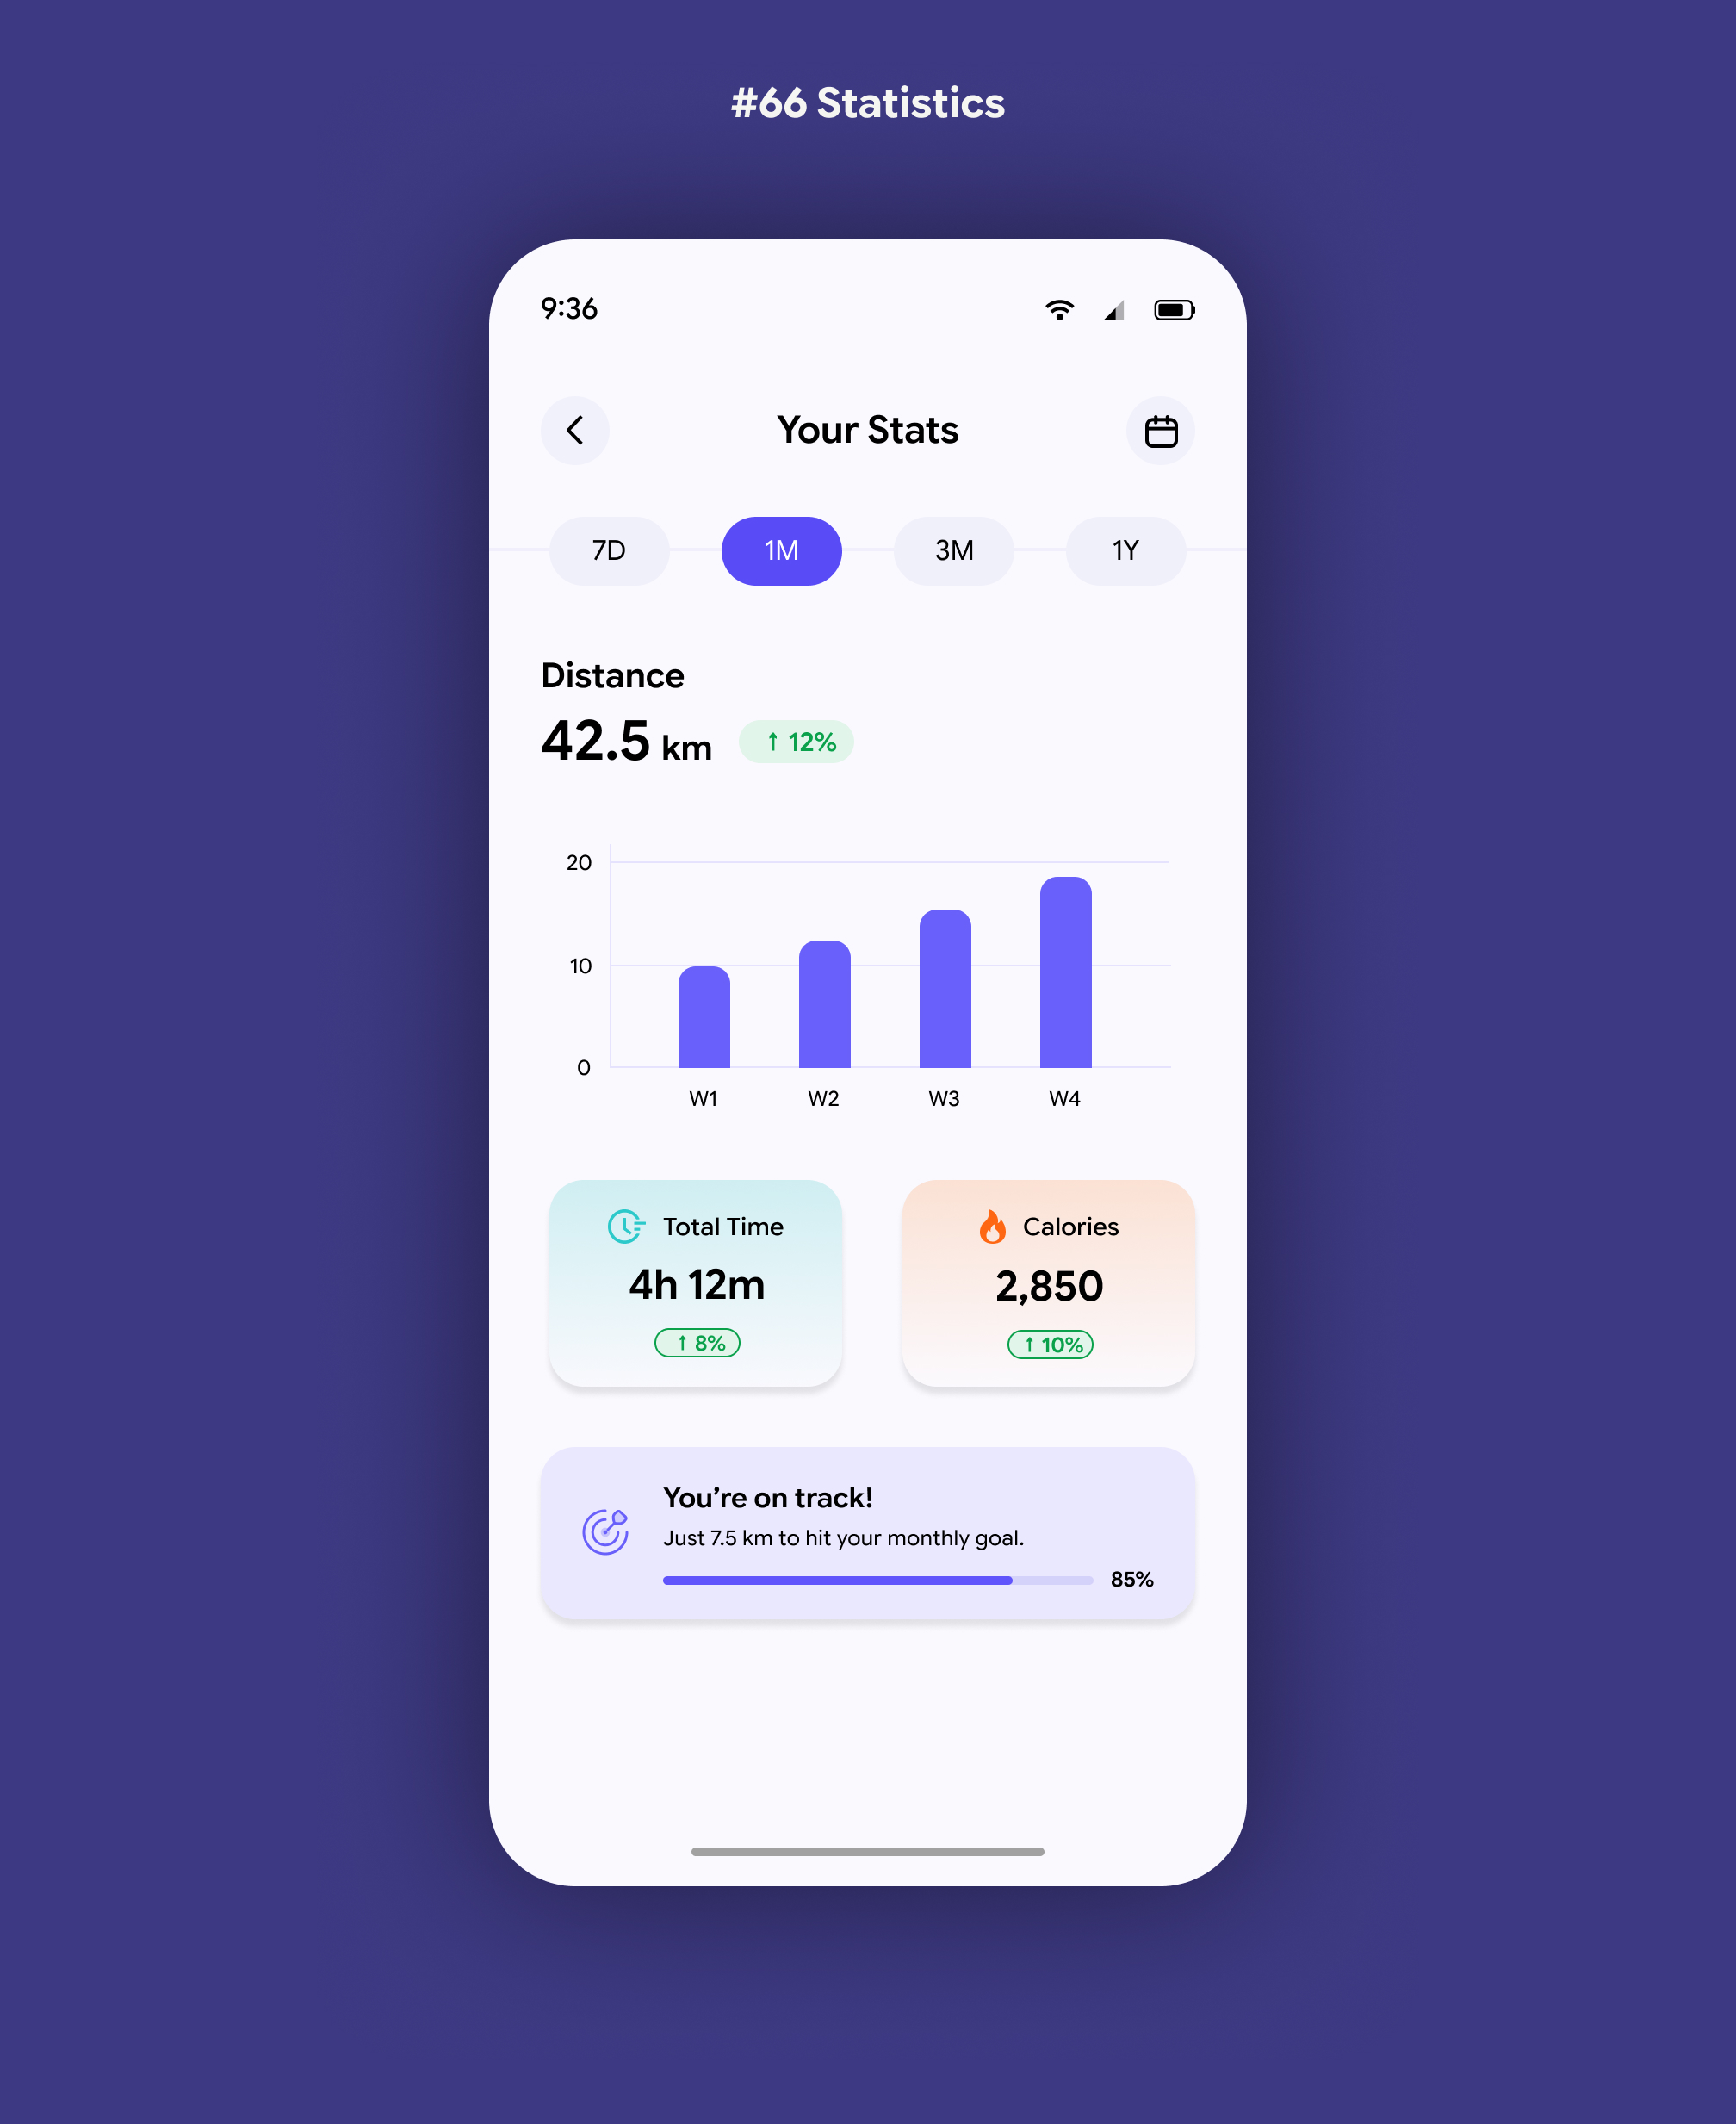 #66 Statistics
9:36
Your Stats
7D 1M 3M 1Y
Distance
42.5 km ↑ 12%
20
10
0
W1 W2 W3 W4
Total Time
4h 12m
↑ 8%
Calories
2,850
↑ 10%
You’re on track!
Just 7.5 km to hit your monthly goal.
85%